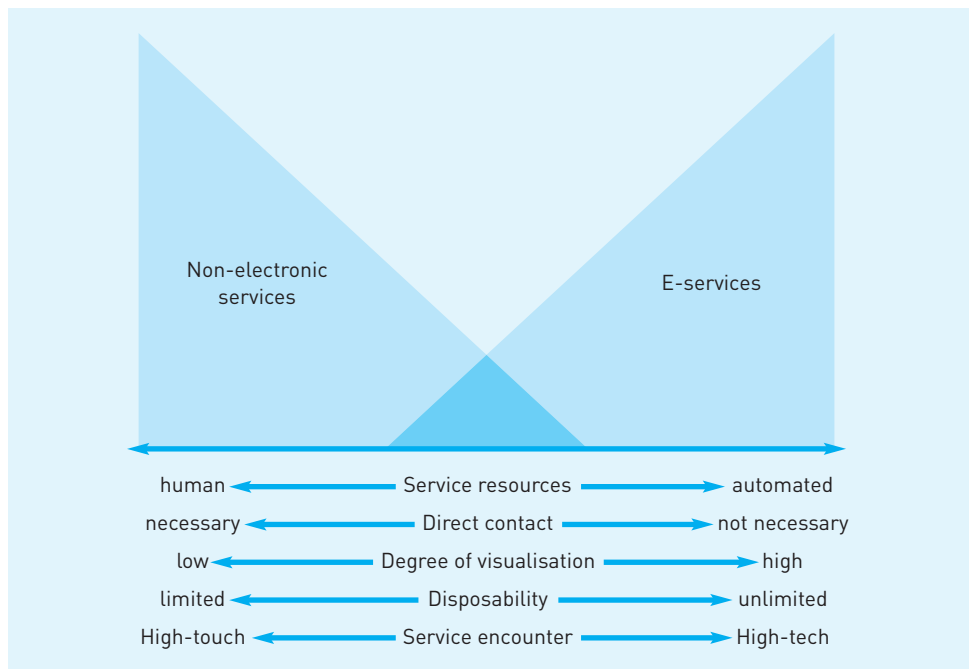 Non-electronic
services
E-services
human Service resources automated
necessary Direct contact not necessary
low Degree of visualisation high
limited Disposability unlimited
High-touch Service encounter High-tech